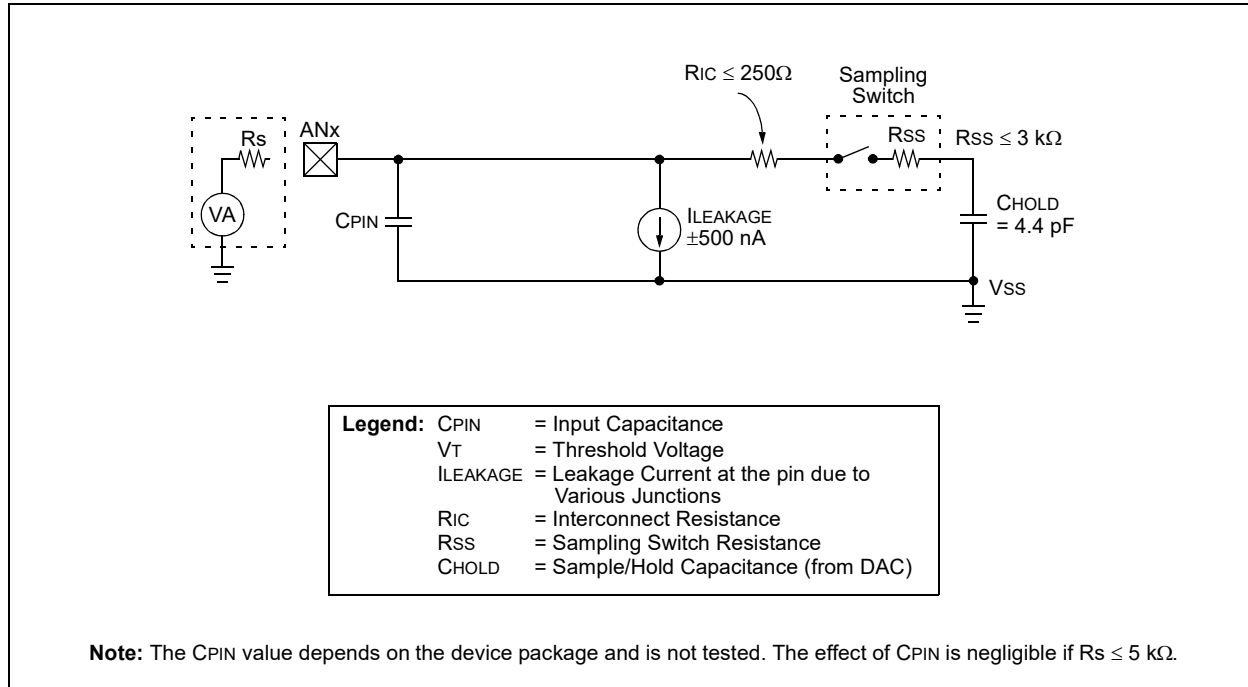 RIC ≤ 250Ω
Sampling
Switch
Rs
ANx
RSS
RSS ≤ 3 kΩ
VA
CPIN
ILEAKAGE
±500 nA
CHOLD
= 4.4 pF
VSS
Legend: CPIN = Input Capacitance
VT = Threshold Voltage
ILEAKAGE = Leakage Current at the pin due to
Various Junctions
RIC = Interconnect Resistance
RSS = Sampling Switch Resistance
CHOLD = Sample/Hold Capacitance (from DAC)
Note: The CPIN value depends on the device package and is not tested. The effect of CPIN is negligible if Rs ≤ 5 kΩ.